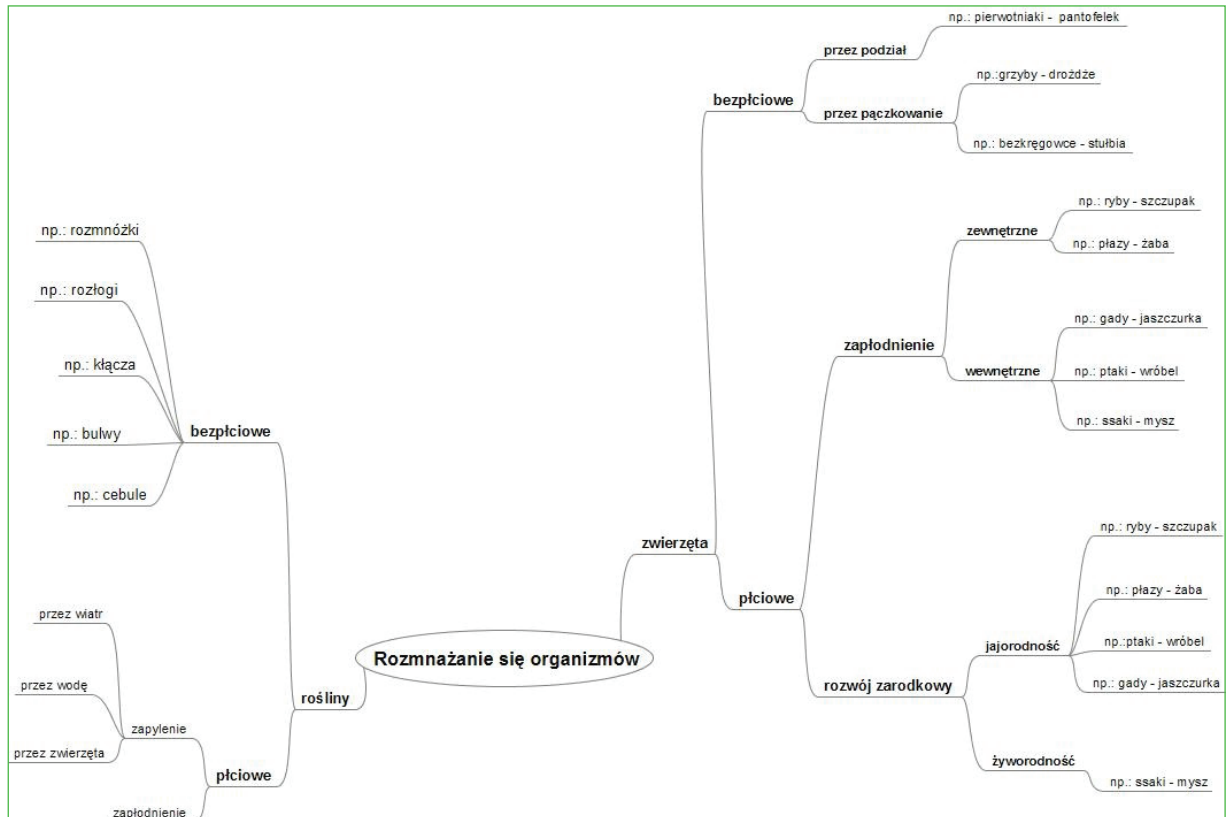 np.: pierwotniaki - pantofelek
przez podział
np.:grzyby - drożdże
bezpłciowe
przez pączkowanie
np.: bezkręgowce - stułbia
np.: ryby - szczupak
zewnętrzne
np.: płazy - żaba
np.: gady - jaszczurka
zapłodnienie
wewnętrzne
np.: ptaki - wróbel
np.: ssaki - mysz
zwierzęta
płciowe
np.: ryby - szczupak
np.: płazy - żaba
jajorodność
np.:ptaki - wróbel
np.: gady - jaszczurka
rozwój zarodkowy
żyworodność
np.: ssaki - mysz
Rozmnażanie się organizmów
np.: rozmnóżki
np.: rozłogi
np.: kłącza
np.: bulwy
bezpłciowe
np.: cebule
rośliny
przez wiatr
przez wodę
zapylenie
przez zwierzęta
płciowe
zapłodnienie